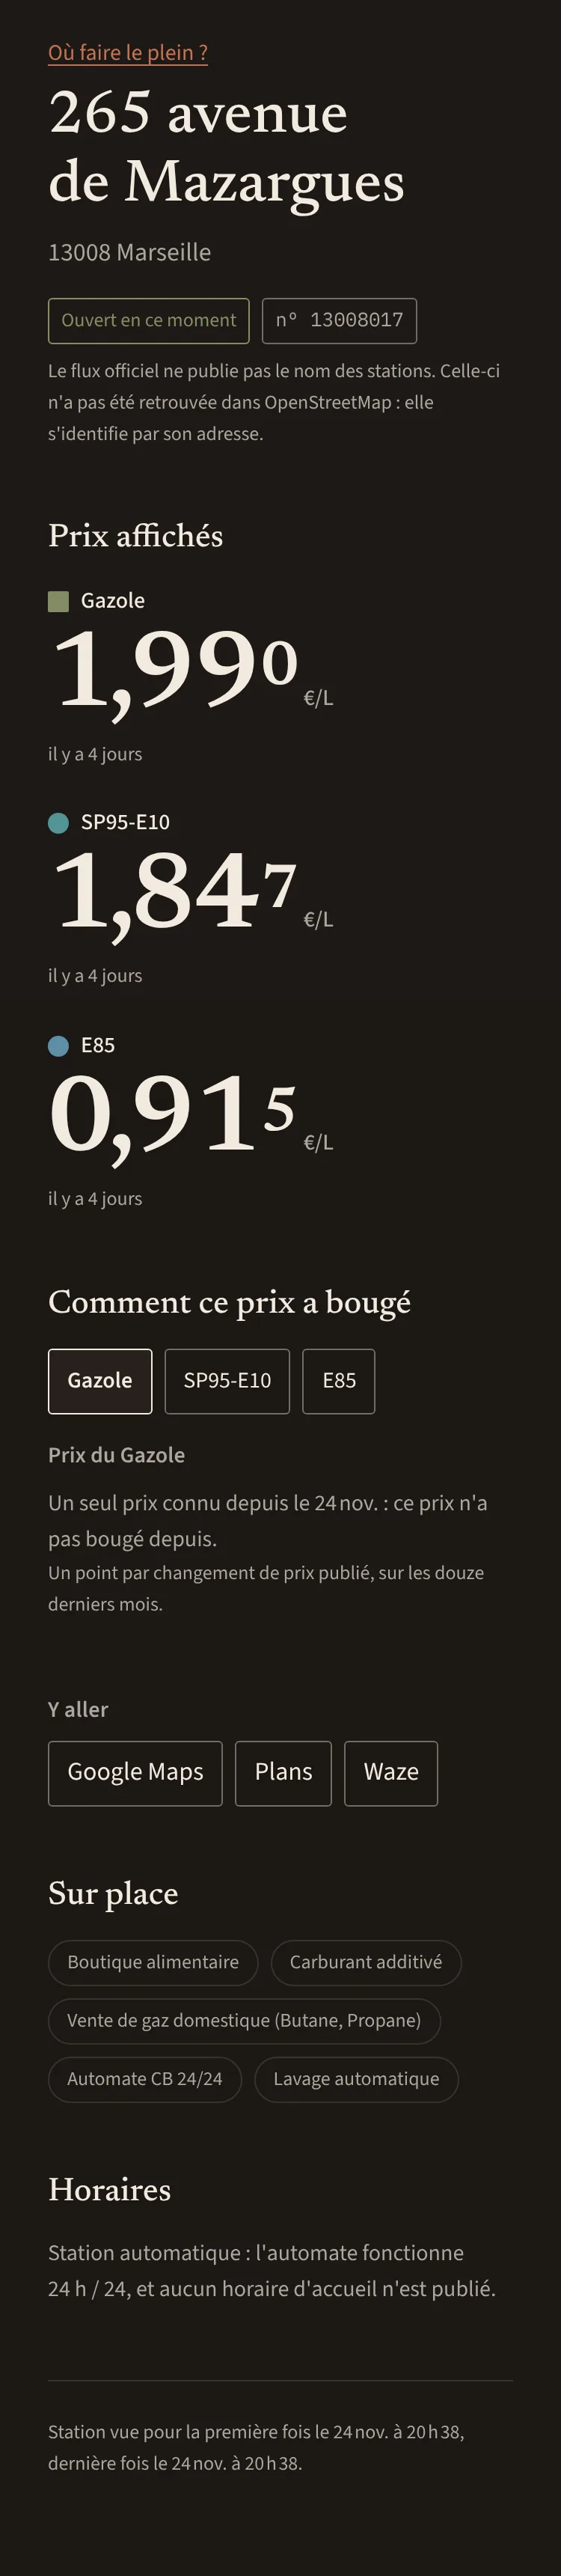 Où faire le plein ?
265 avenue
de Mazargues
13008 Marseille
Ouvert en ce moment
n° 13008017
Le flux officiel ne publie pas le nom des stations. Celle-ci
n'a pas été retrouvée dans OpenStreetMap : elle
s'identifie par son adresse.
Prix affichés
Gazole
1,990 €/L
il y a 4 jours
SP95-E10
1,847 €/L
il y a 4 jours
E85
0,915 €/L
il y a 4 jours
Comment ce prix a bougé
Gazole
SP95-E10
E85
Prix du Gazole
Un seul prix connu depuis le 24 nov. : ce prix n'a
pas bougé depuis.
Un point par changement de prix publié, sur les douze
derniers mois.
Y aller
Google Maps
Plans
Waze
Sur place
Boutique alimentaire
Carburant additivé
Vente de gaz domestique (Butane, Propane)
Automate CB 24/24
Lavage automatique
Horaires
Station automatique : l'automate fonctionne
24 h / 24, et aucun horaire d'accueil n'est publié.
Station vue pour la première fois le 24 nov. à 20 h 38,
dernière fois le 24 nov. à 20 h 38.